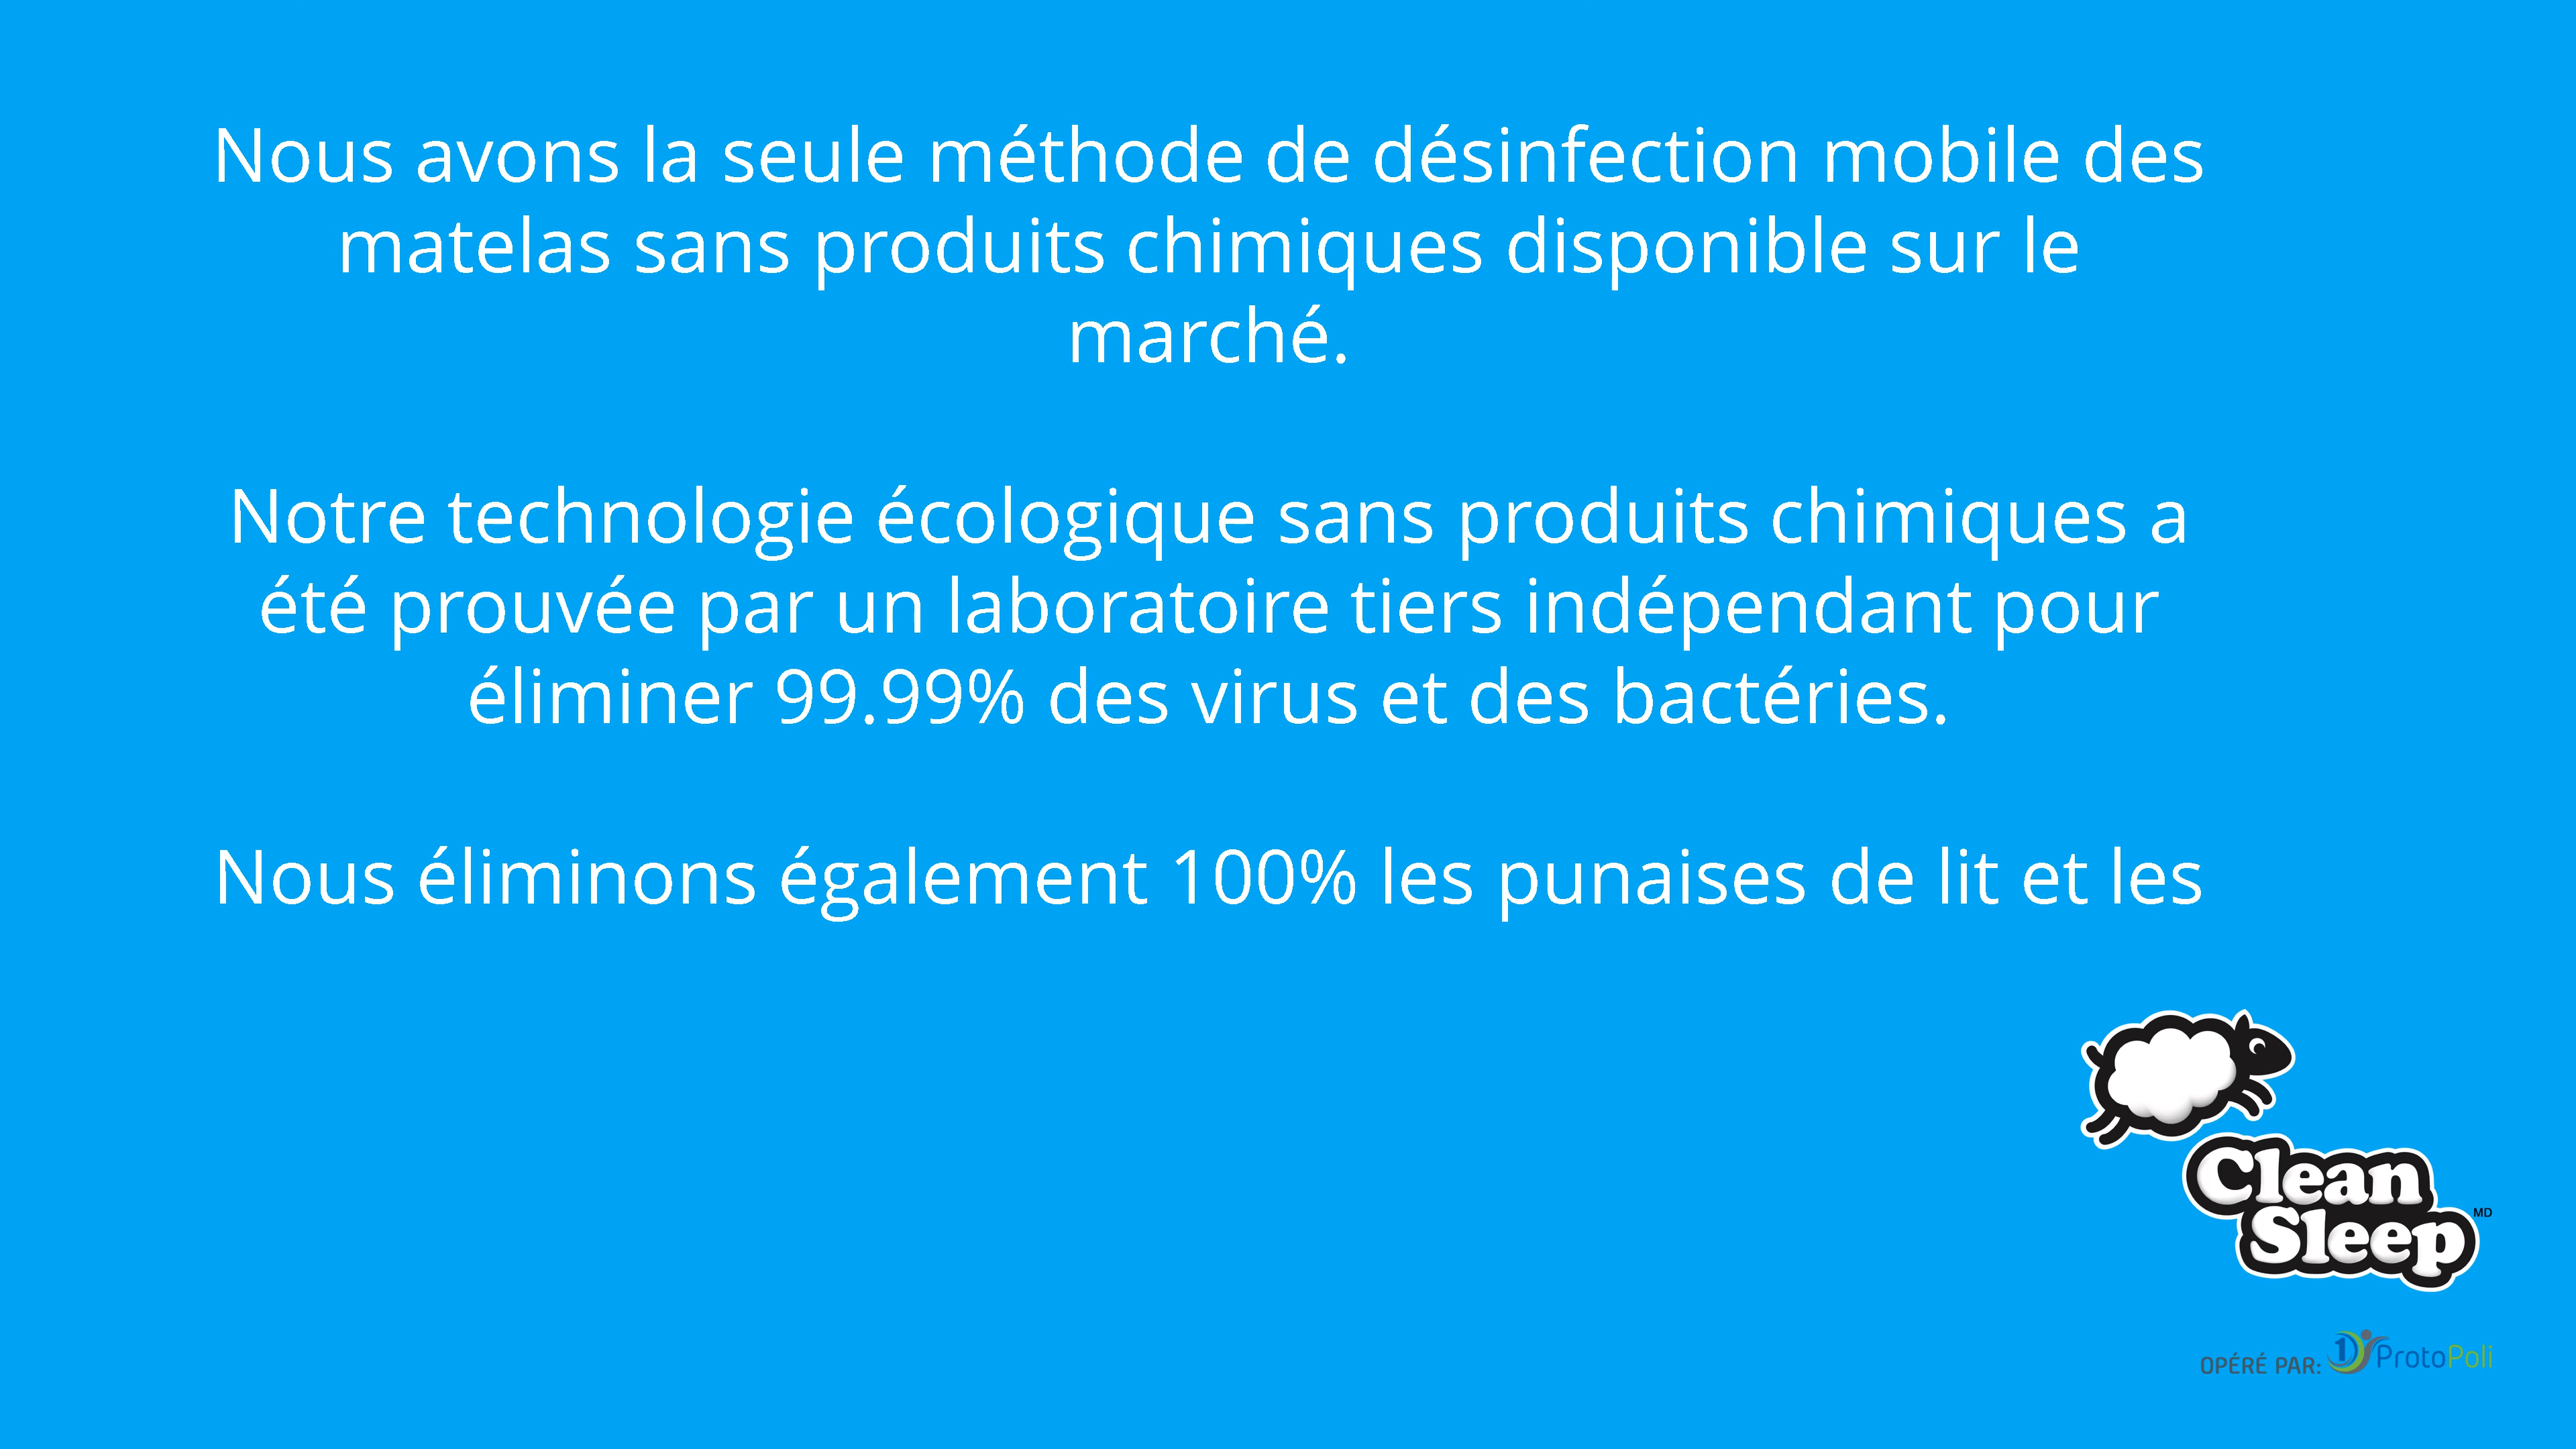 Nous avons la seule méthode de désinfection mobile des
matelas sans produits chimiques disponible sur le
marché.
Notre technologie écologique sans produits chimiques a
été prouvée par un laboratoire tiers indépendant pour
éliminer 99.99% des virus et des bactéries.
Nous éliminons également 100% les punaises de lit et les
Clean
Sleep MD
OPÉRÉ PAR: ProtoPoli